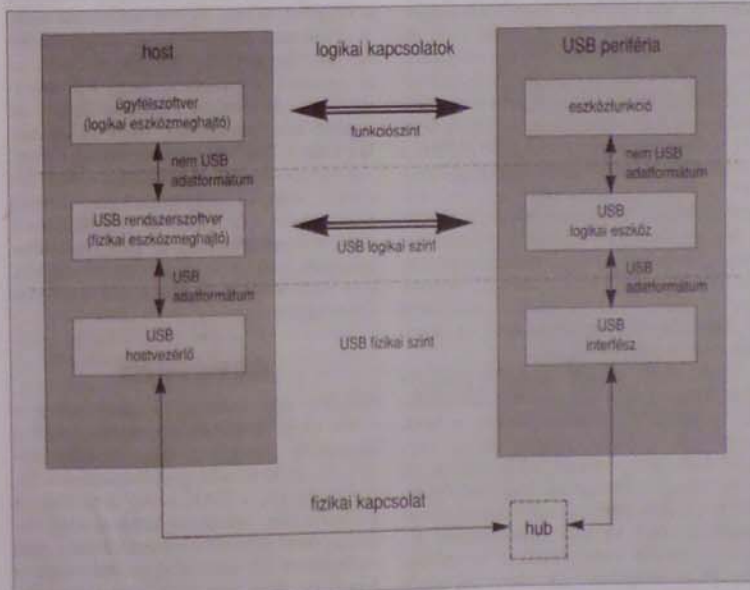 host
logikai kapcsolatok
USB periféria
ügyfélszoftver
(logikai eszközmeghajtó)
funkciószint
eszközfunkció
nem USB
adatformátum
nem USB
adatformátum
USB rendszerszoftver
(fizikai eszközmeghajtó)
USB logikai szint
USB
logikai eszköz
USB
adatformátum
USB
adatformátum
USB
hostvezérlő
USB fizikai szint
USB
interfész
fizikai kapcsolat
hub